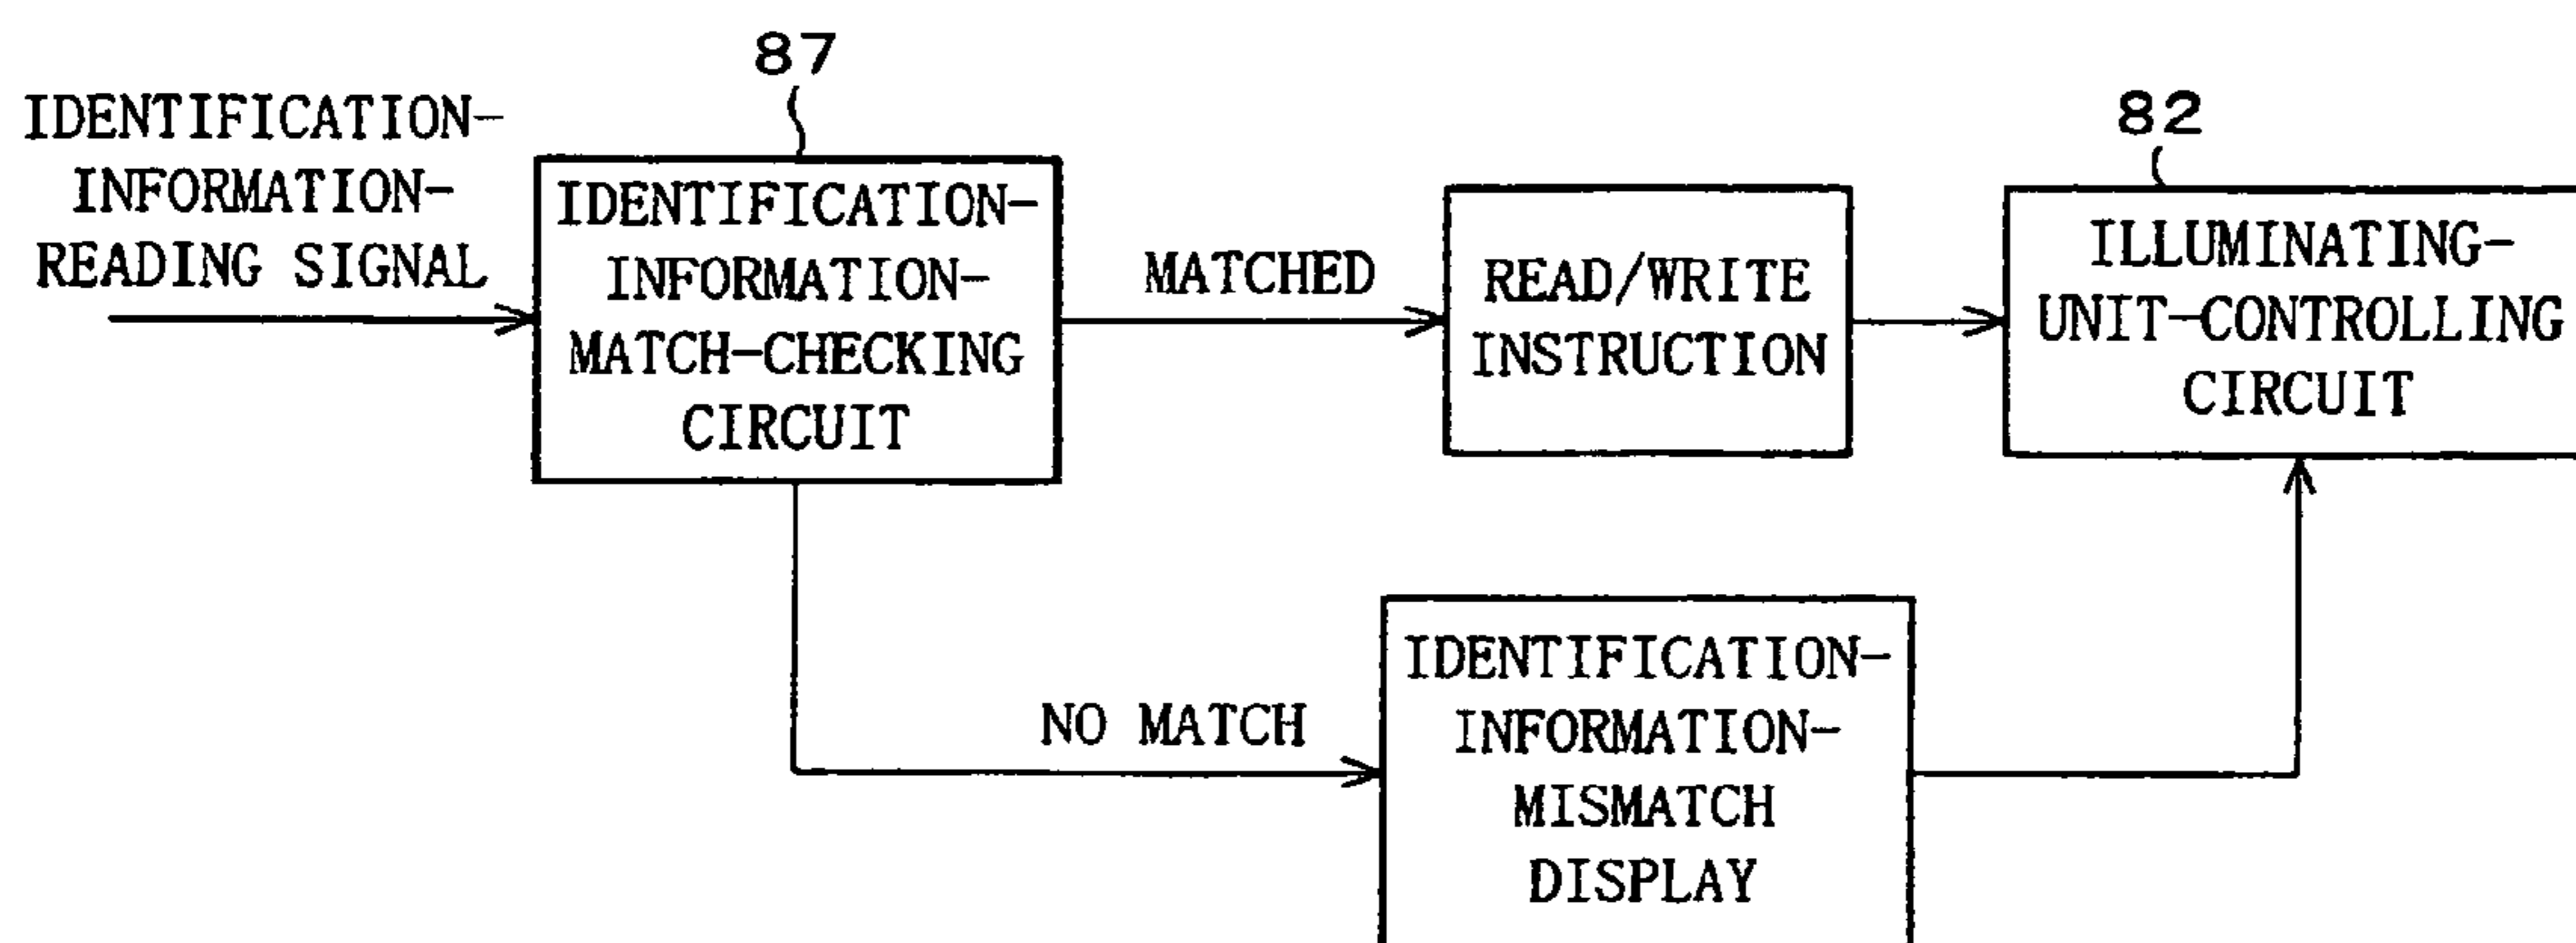 87
IDENTIFICATION-
INFORMATION-
READING SIGNAL
IDENTIFICATION-
INFORMATION-
MATCH-CHECKING
CIRCUIT
MATCHED
READ/WRITE
INSTRUCTION
82
ILLUMINATING-
UNIT-CONTROLLING
CIRCUIT
NO MATCH
IDENTIFICATION-
INFORMATION-
MISMATCH
DISPLAY